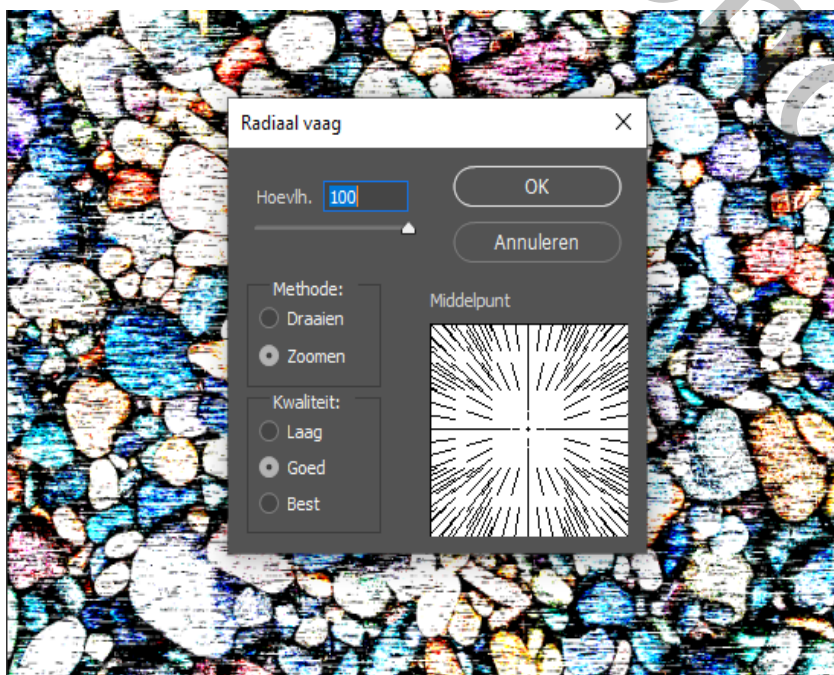 Radiaal vaag
Hoevlh. 100
OK
Annuleren
Methode:
Draaien
Zoomen
Middelpunt
Kwaliteit:
Laag
Goed
Best